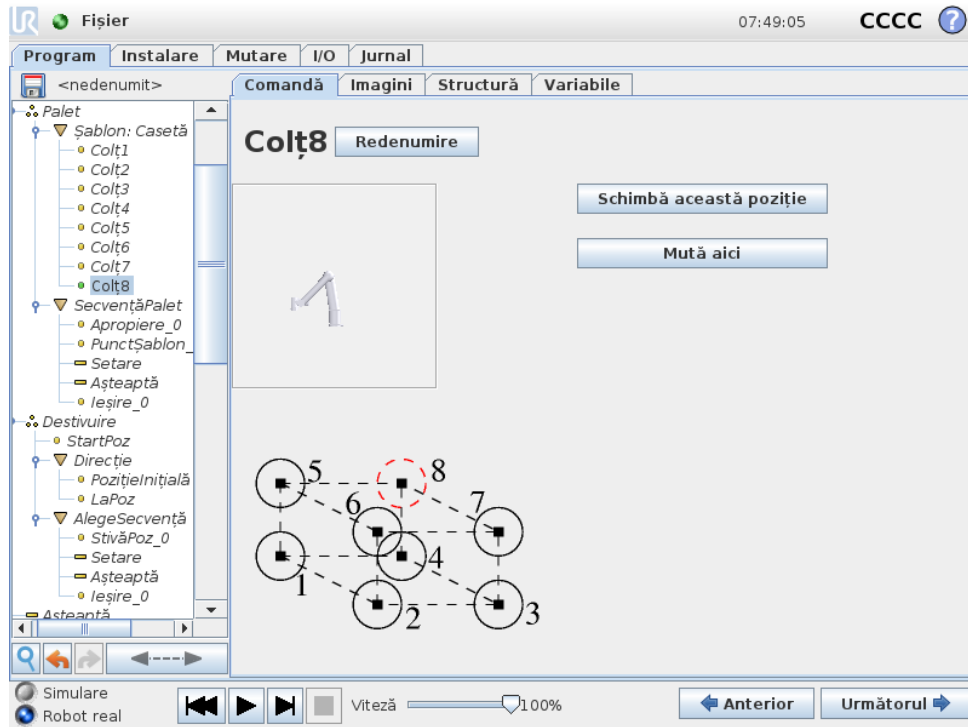 Fișier 07:49:05 CCCC ?
Program Instalare Mutare I/O Jurnal
<nedenumit>
Comandă Imagini Structură Variabile
Palet
Șablon: Casetă
Colț1
Colț2
Colț3
Colț4
Colț5
Colț6
Colț7
Colț8
SecvențăPalet
Apropiere_0
PunctȘablon_
Setare
Așteaptă
Ieșire_0
Destivuire
StartPoz
Direcție
PozițieInițială
LaPoz
AlegeSecvență
StivăPoz_0
Setare
Așteaptă
Ieșire_0
Așteaptă
Colț8 Redenumire
Schimbă această poziție
Mută aici
5 8
6 7
1 4
2 3
Simulare
Robot real
Viteză 100%
Anterior Următorul